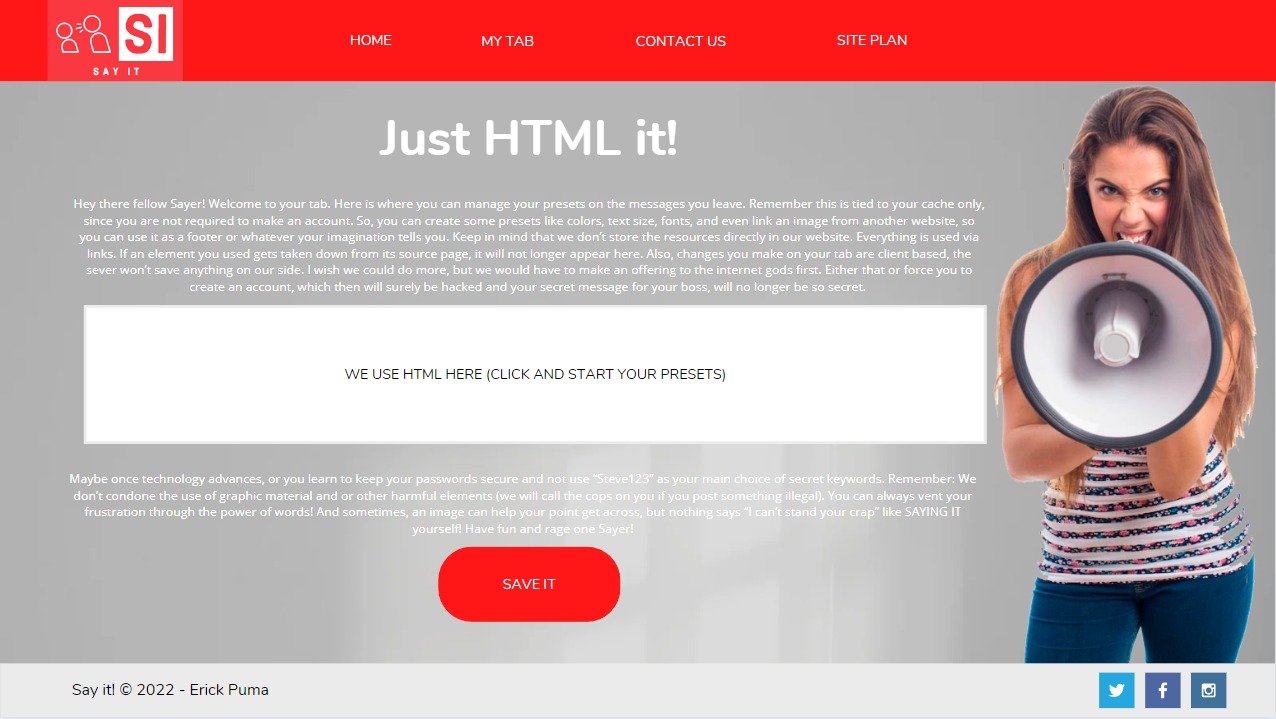 SI
SAY IT
HOME
MY TAB
CONTACT US
SITE PLAN
Just HTML it!
Hey there fellow Sayer! Welcome to your tab. Here is where you can manage your presets on the messages you leave. Remember this is tied to your cache only,
since you are not required to make an account. So, you can create some presets like colors, text size, fonts, and even link an image from another website, so
you can use it as a footer or whatever your imagination tells you. Keep in mind that we don’t store the resources directly in our website. Everything is used via
links. If an element you used gets taken down from its source page, it will not longer appear here. Also, changes you make on your tab are client based, the
sever won’t save anything on our side. I wish we could do more, but we would have to make an offering to the internet gods first. Either that or force you to
create an account, which then will surely be hacked and your secret message for your boss, will no longer be so secret.
WE USE HTML HERE (CLICK AND START YOUR PRESETS)
Maybe once technology advances, or you learn to keep your passwords secure and not use “Steve123” as your main choice of secret keywords. Remember: We
don’t condone the use of graphic material and or other harmful elements (we will call the cops on you if you post something illegal). You can always vent your
frustration through the power of words! And sometimes, an image can help your point get across, but nothing says “I can’t stand your crap” like SAYING IT
yourself! Have fun and rage one Sayer!
SAVE IT
Say it! © 2022 - Erick Puma